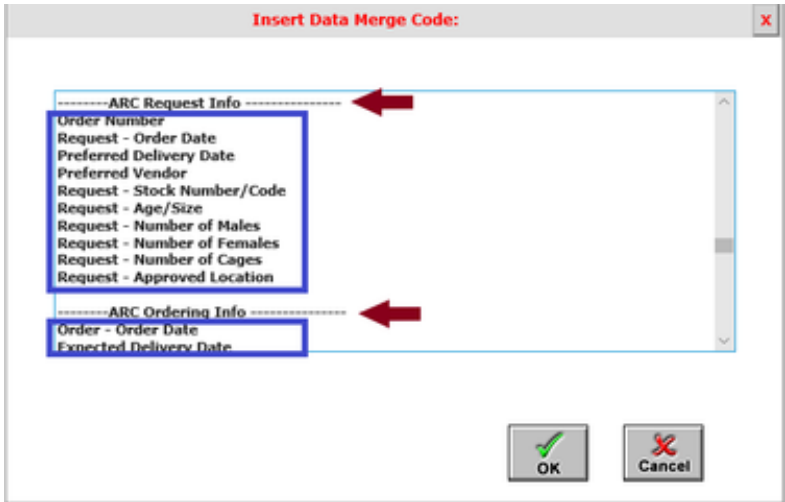 Insert Data Merge Code:
x
--------ARC Request Info ---------------
Order Number
Request - Order Date
Preferred Delivery Date
Preferred Vendor
Request - Stock Number/Code
Request - Age/Size
Request - Number of Males
Request - Number of Females
Request - Number of Cages
Request - Approved Location
--------ARC Ordering Info ---------------
Order - Order Date
Expected Delivery Date
OK
Cancel